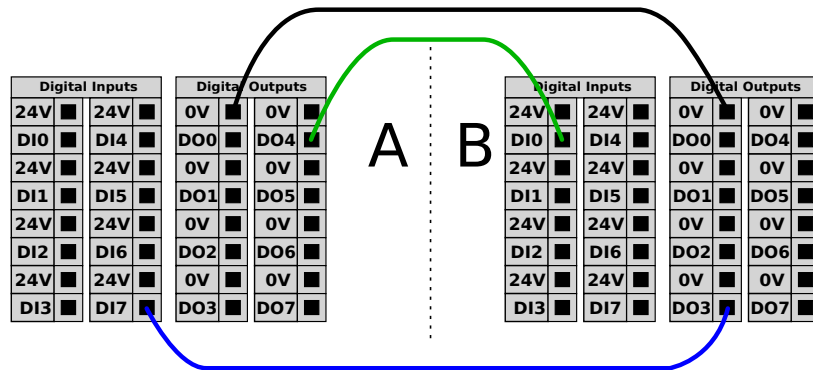 Digital Inputs Digital Outputs Digital Inputs Digital Outputs
24V 24V 0V 0V 24V 24V 0V 0V
DI0 DI4 DO0 DO4 A B DI0 DI4 DO0 DO4
24V 24V 0V 0V 24V 24V 0V 0V
DI1 DI5 DO1 DO5 DI1 DI5 DO1 DO5
24V 24V 0V 0V 24V 24V 0V 0V
DI2 DI6 DO2 DO6 DI2 DI6 DO2 DO6
24V 24V 0V 0V 24V 24V 0V 0V
DI3 DI7 DO3 DO7 DI3 DI7 DO3 DO7